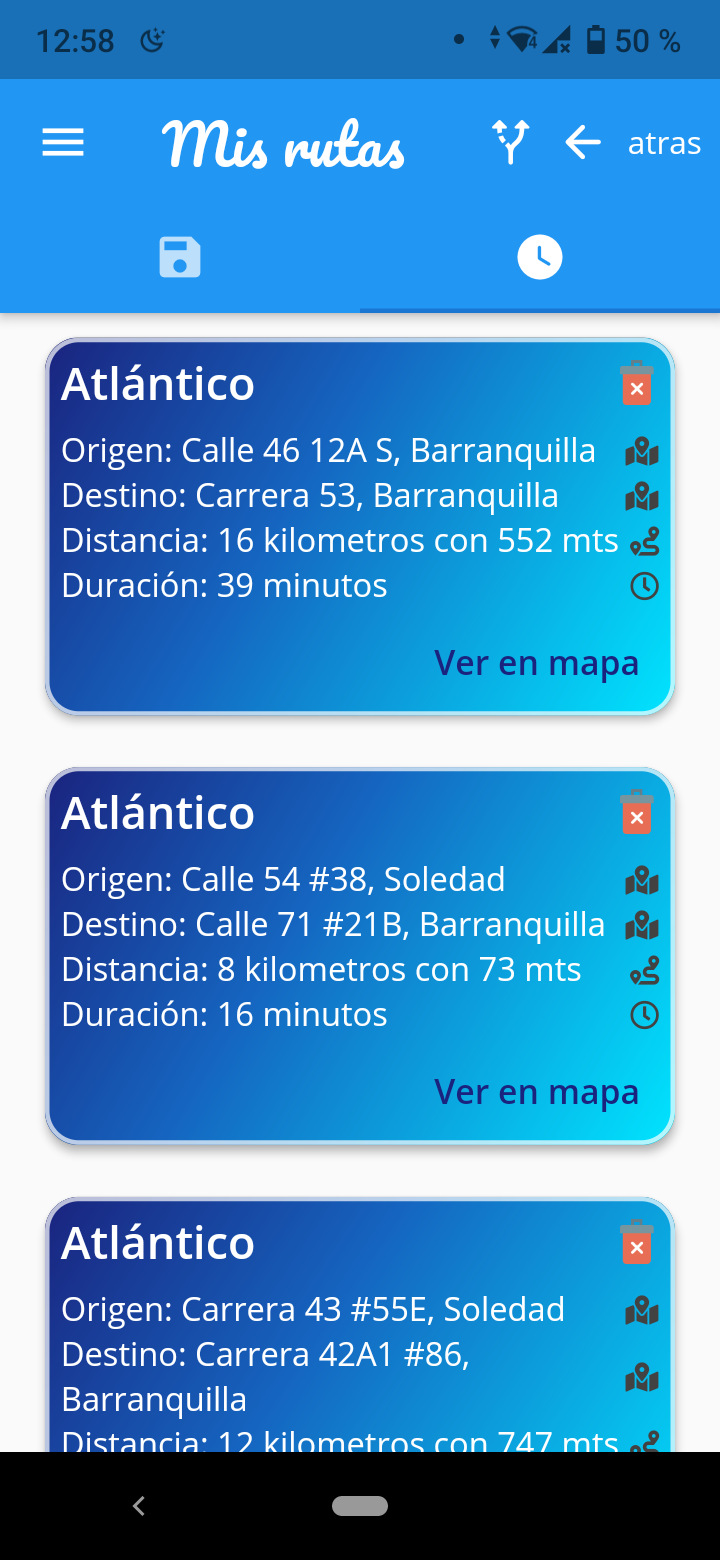 12:58 4 50 %
Mis rutas atras
Atlántico
Origen: Calle 46 12A S, Barranquilla
Destino: Carrera 53, Barranquilla
Distancia: 16 kilometros con 552 mts
Duración: 39 minutos
Ver en mapa
Atlántico
Origen: Calle 54 #38, Soledad
Destino: Calle 71 #21B, Barranquilla
Distancia: 8 kilometros con 73 mts
Duración: 16 minutos
Ver en mapa
Atlántico
Origen: Carrera 43 #55E, Soledad
Destino: Carrera 42A1 #86,
Barranquilla
Distancia: 12 kilometros con 747 mts